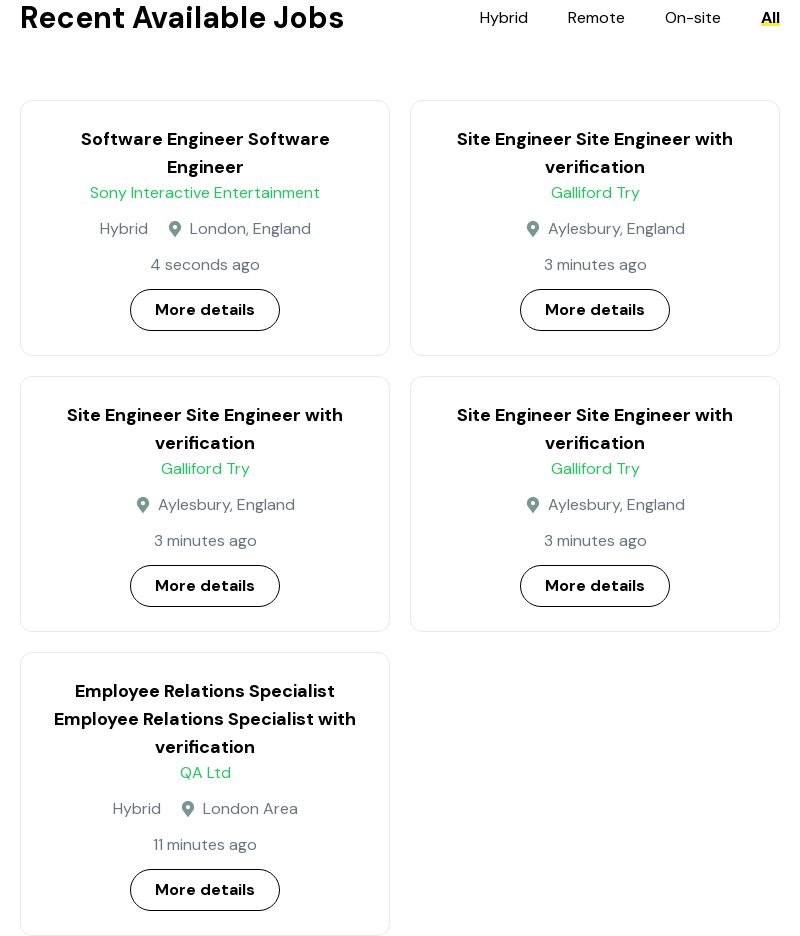 Recent Available Jobs
Hybrid Remote On-site All
Software Engineer Software
Engineer
Sony Interactive Entertainment
Hybrid London, England
4 seconds ago
More details
Site Engineer Site Engineer with
verification
Galliford Try
Aylesbury, England
3 minutes ago
More details
Site Engineer Site Engineer with
verification
Galliford Try
Aylesbury, England
3 minutes ago
More details
Site Engineer Site Engineer with
verification
Galliford Try
Aylesbury, England
3 minutes ago
More details
Employee Relations Specialist
Employee Relations Specialist with
verification
QA Ltd
Hybrid London Area
11 minutes ago
More details